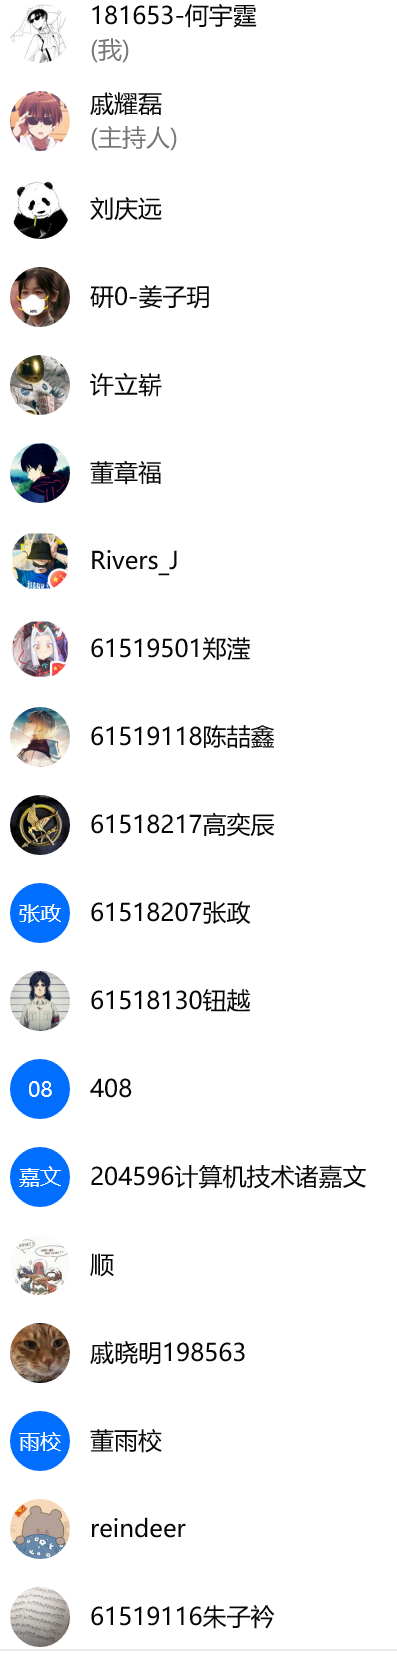 181653-何宇霆
(我)
戚耀磊
(主持人)
刘庆远
研0-姜子玥
许立崭
董章福
Rivers_J
61519501郑滢
61519118陈喆鑫
61518217高奕辰
张政
61518207张政
61518130钮越
08
408
嘉文
204596计算机技术诸嘉文
顺
戚晓明198563
雨校
董雨校
reindeer
61519116朱子衿